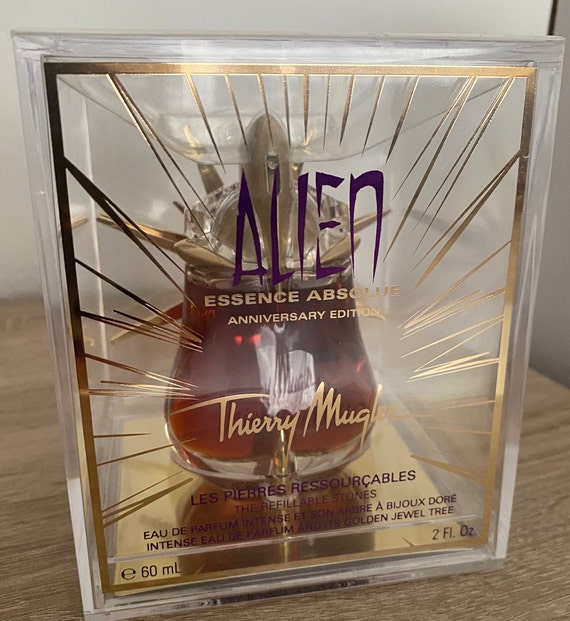 ALIEN
ESSENCE ABSOLUE
ANNIVERSARY EDITION
Thierry Mugler
LES PIERRES RESSOURÇABLES
THE REFILLABLE STONES
EAU DE PARFUM INTENSE ET SON ARBRE À BIJOUX DORÉ
INTENSE EAU DE PARFUM AND ITS GOLDEN JEWEL TREE
℮ 60 mL 2 Fl. Oz.